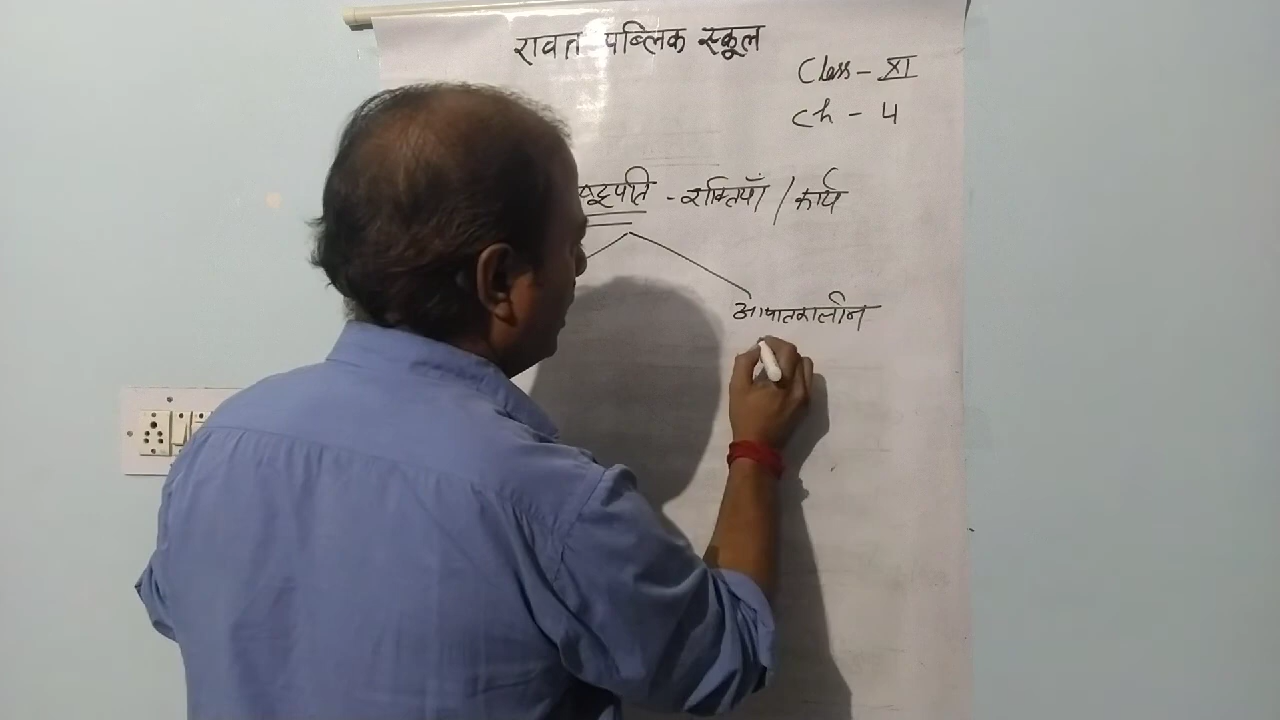 रावत पब्लिक स्कूल
Class - XI
Ch - 4
ष्ट्रपति - शक्तियाँ / कार्य
आपातकालीन